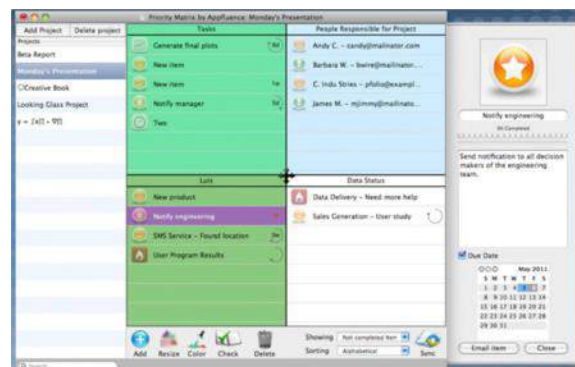 Priority Matrix by Appfluence: Monday's Presentation
Add Project Delete project
Projects
Beta Report
Monday's Presentation
Creative Book
Looking Glass Project
Tasks
Generate final plots
New item
New item
Notify manager
Two
People Responsible for Project
Andy C. - candy@mailinator.com
Barbara W. - bwire@mailinator...
C. Indu Stries - pfolio@exampl...
James M. - mjimmy@mailinato...
Lols
New product
Notify engineering
SMS Service - Found location
User Program Results
Data Status
Data Delivery - Need more help
Sales Generation - User study
Add Resize Color Check Delete
Showing Not completed
Sorting Alphabetical
Sync
Search
Notify engineering
Completed
Send notification to all decision
makers of the engineering
team.
Due Date
May 2011
S M T W T F S
1 2 3 4 5 6 7
8 9 10 11 12 13 14
15 16 17 18 19 20 21
22 23 24 25 26 27 28
29 30 31
Email item Close